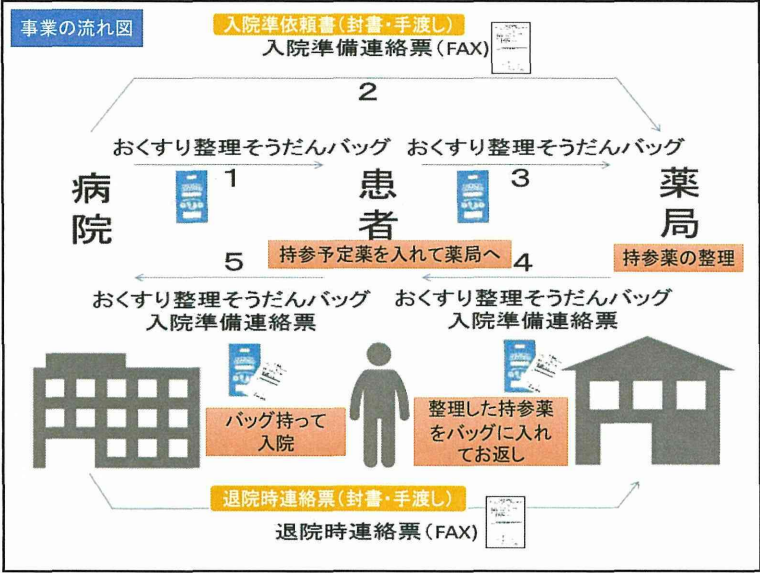 事業の流れ図
入院準依頼書(封書・手渡し)
入院準備連絡票(FAX)
2
おくすり整理そうだんバッグ
おくすり整理そうだんバッグ
1
3
病院
患者
薬局
持参予定薬を入れて薬局へ
持参薬の整理
5
4
おくすり整理そうだんバッグ
入院準備連絡票
おくすり整理そうだんバッグ
入院準備連絡票
バッグ持って
入院
整理した持参薬
をバッグに入れ
てお返し
退院時連絡票(封書・手渡し)
退院時連絡票(FAX)